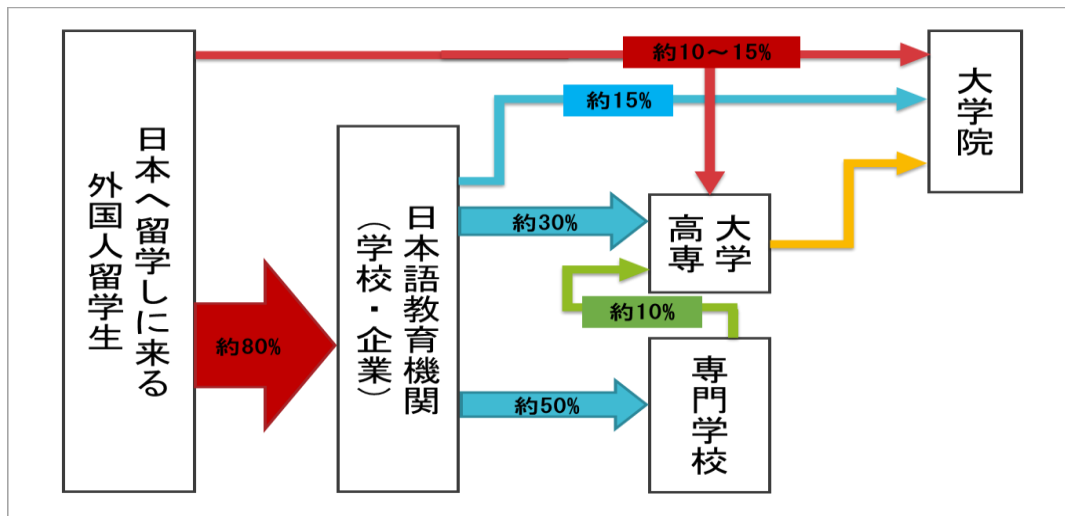 日本へ留学しに来る
外国人留学生
約80%
日本語教育機関
（学校・企業）
約10～15%
約15%
約30%
約50%
約10%
大学
高専
専門学校
大学院